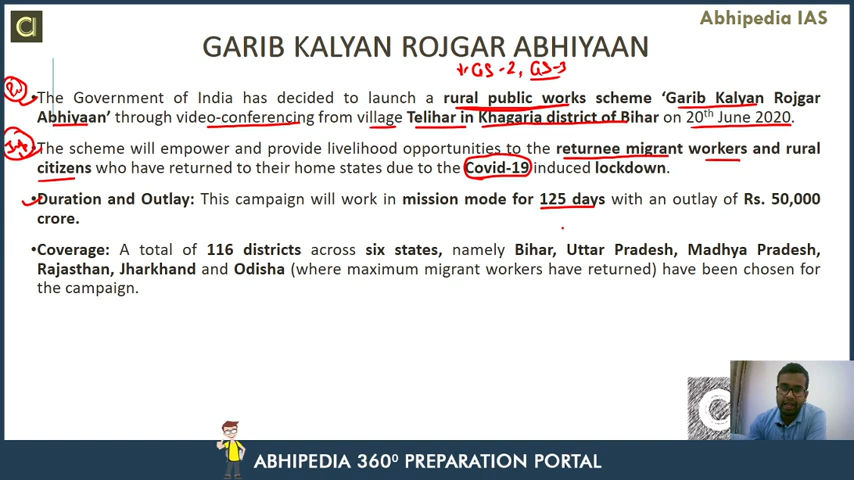 Abhipedia IAS
GARIB KALYAN ROJGAR ABHIYAAN
GS-2, GS-3
•The Government of India has decided to launch a rural public works scheme ‘Garib Kalyan Rojgar
Abhiyaan’ through video-conferencing from village Telihar in Khagaria district of Bihar on 20th June 2020.
•The scheme will empower and provide livelihood opportunities to the returnee migrant workers and rural
citizens who have returned to their home states due to the Covid-19 induced lockdown.
•Duration and Outlay: This campaign will work in mission mode for 125 days with an outlay of Rs. 50,000
crore.
•Coverage: A total of 116 districts across six states, namely Bihar, Uttar Pradesh, Madhya Pradesh,
Rajasthan, Jharkhand and Odisha (where maximum migrant workers have returned) have been chosen for
the campaign.
ABHIPEDIA 360⁰ PREPARATION PORTAL